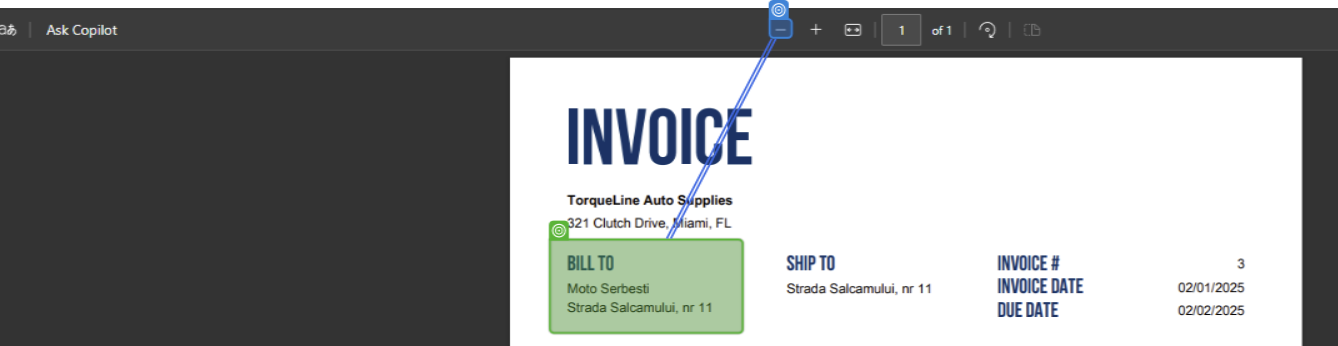 Ask Copilot
1 of 1
INVOICE
TorqueLine Auto Supplies
321 Clutch Drive, Miami, FL
BILL TO
Moto Serbesti
Strada Salcamului, nr 11
SHIP TO
Strada Salcamului, nr 11
INVOICE # 3
INVOICE DATE 02/01/2025
DUE DATE 02/02/2025